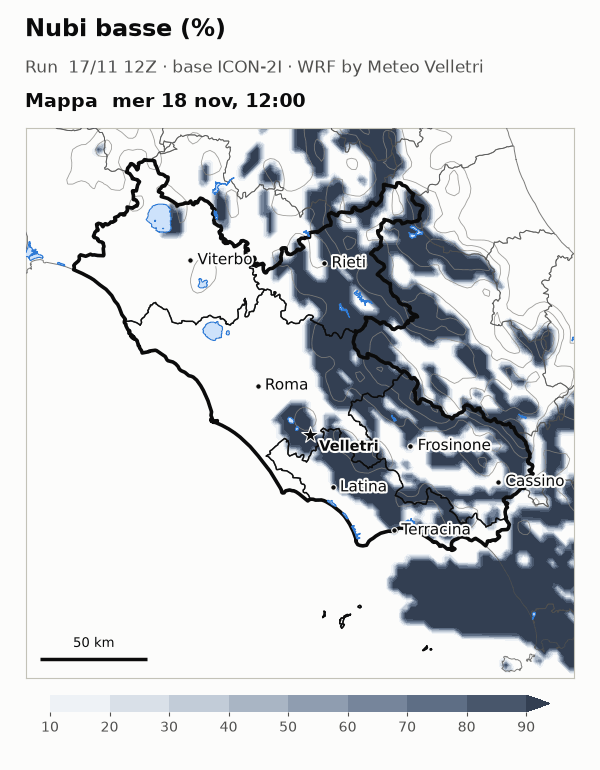 Nubi basse (%)
Run  17/11 12Z · base ICON-2I · WRF by Meteo Velletri
Mappa  mer 18 nov, 12:00
Viterbo
Rieti
Roma
Velletri
Frosinone
Cassino
Latina
Terracina
50 km
10 20 30 40 50 60 70 80 90